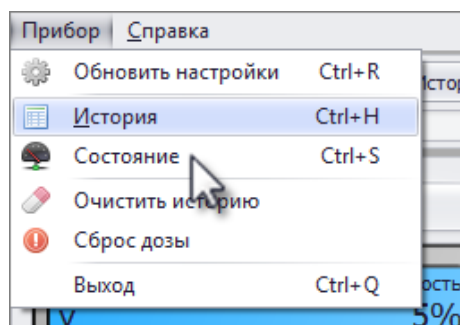 Прибор Справка
Обновить настройки Ctrl+R
История Ctrl+H
Состояние Ctrl+S
Очистить историю
Сброс дозы
Выход Ctrl+Q
5%